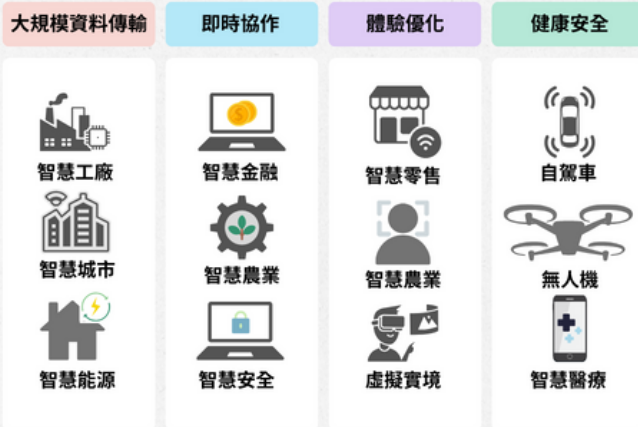 大規模資料傳輸
智慧工廠
智慧城市
智慧能源
即時協作
智慧金融
智慧農業
智慧安全
體驗優化
智慧零售
智慧農業
虛擬實境
健康安全
自駕車
無人機
智慧醫療